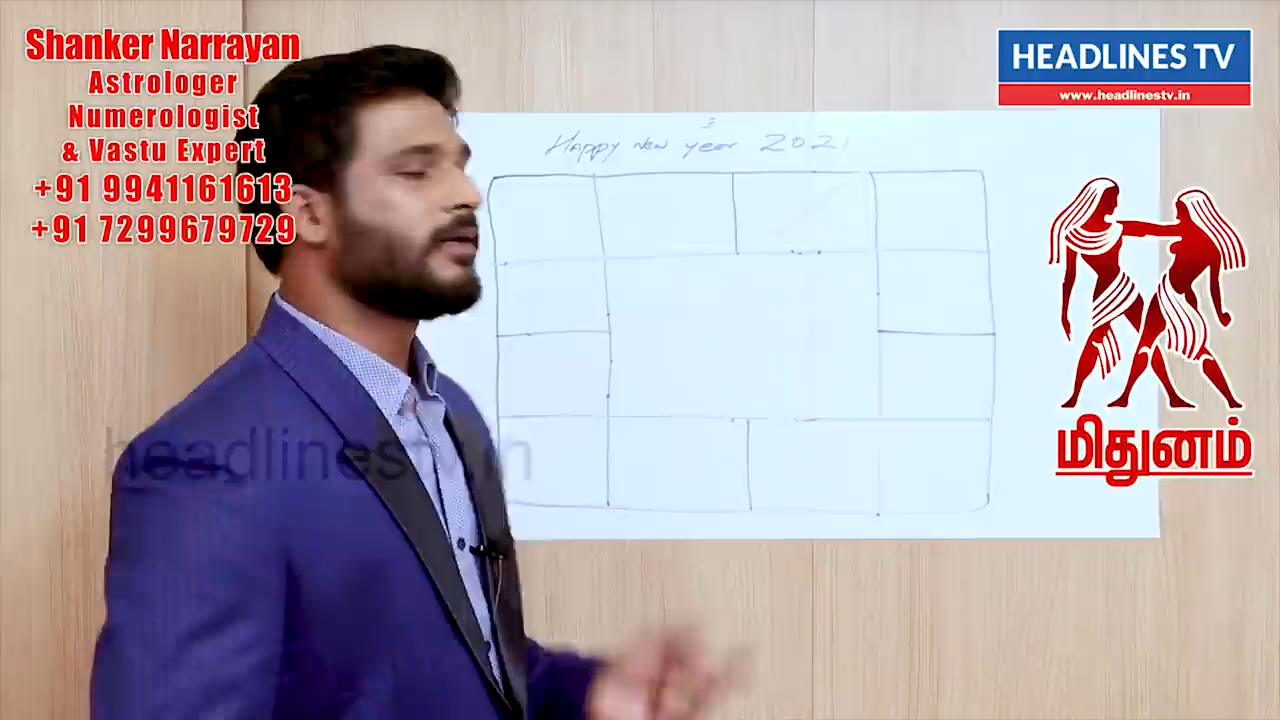 Shanker Narrayan
Astrologer
Numerologist
& Vastu Expert
+91 9941161613
+91 7299679729
HEADLINES TV
www.headlinestv.in
Happy New year 2021
மிதுனம்
headlinestv.in